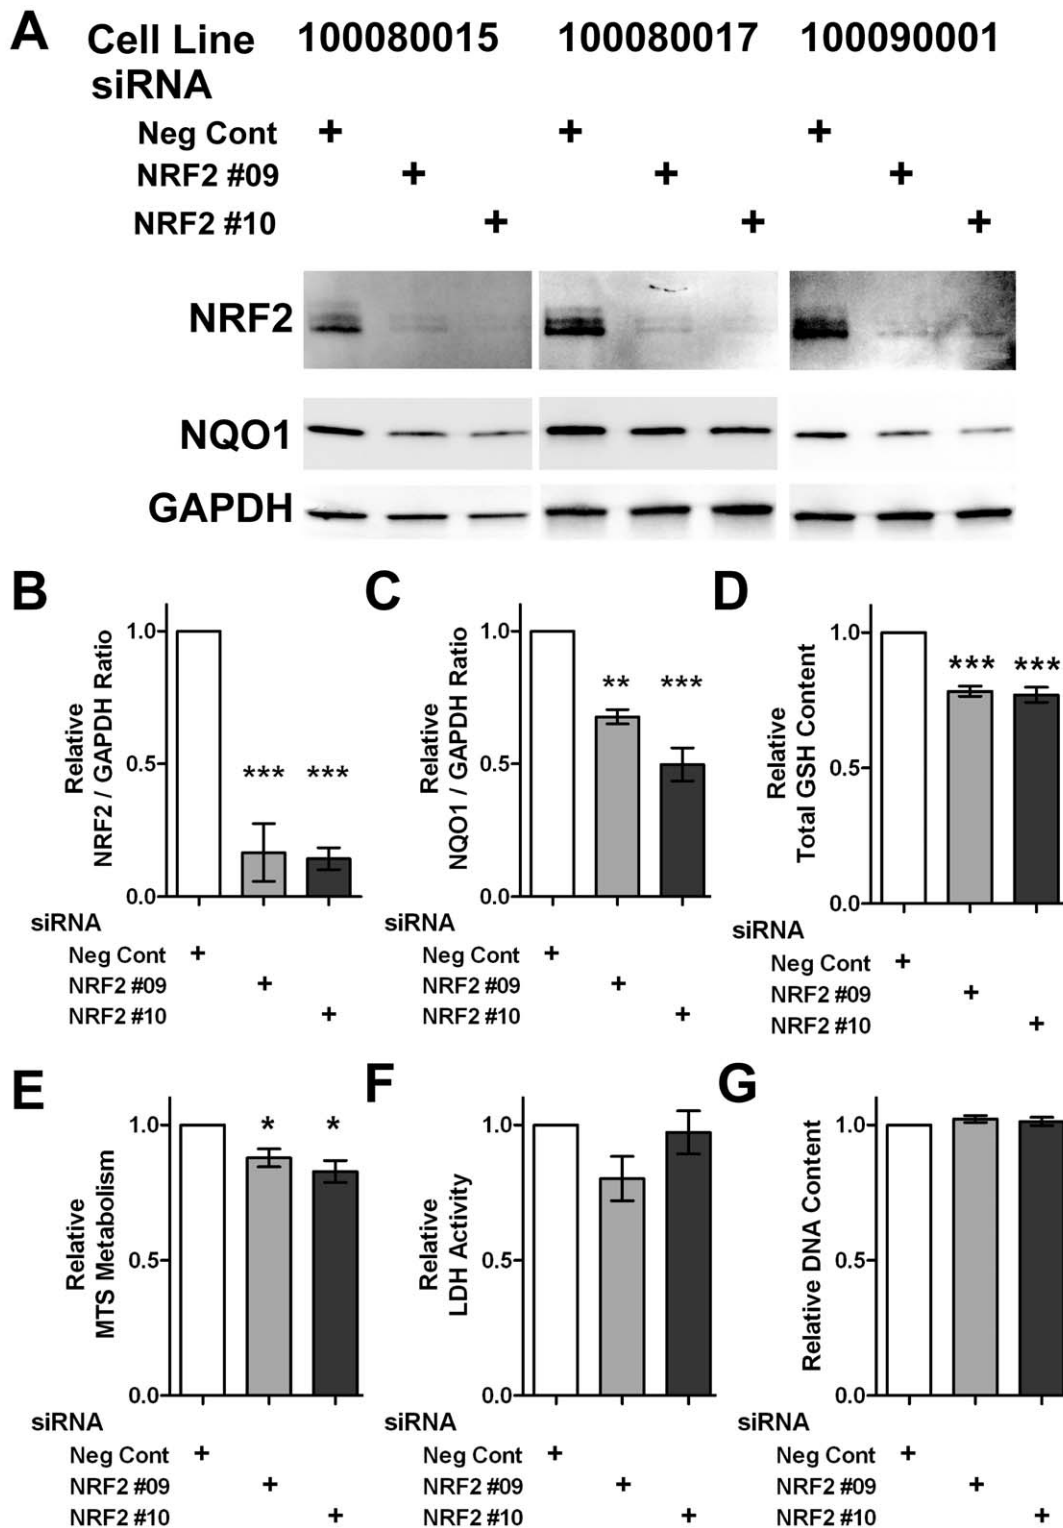 A
Cell Line 100080015 100080017 100090001
siRNA
Neg Cont + + +
NRF2 #09 + + +
NRF2 #10 + + +
NRF2
NQO1
GAPDH
B
Relative
NRF2 / GAPDH Ratio
1.0
0.5
0.0
*** ***
siRNA
Neg Cont +
NRF2 #09 +
NRF2 #10 +
C
Relative
NQO1 / GAPDH Ratio
1.0
0.5
0.0
** ***
siRNA
Neg Cont +
NRF2 #09 +
NRF2 #10 +
D
Relative
Total GSH Content
1.0
0.5
0.0
*** ***
siRNA
Neg Cont +
NRF2 #09 +
NRF2 #10 +
E
Relative
MTS Metabolism
1.0
0.5
0.0
* *
siRNA
Neg Cont +
NRF2 #09 +
NRF2 #10 +
F
Relative
LDH Activity
1.0
0.5
0.0
siRNA
Neg Cont +
NRF2 #09 +
NRF2 #10 +
G
Relative DNA Content
1.0
0.5
0.0
siRNA
Neg Cont +
NRF2 #09 +
NRF2 #10 +